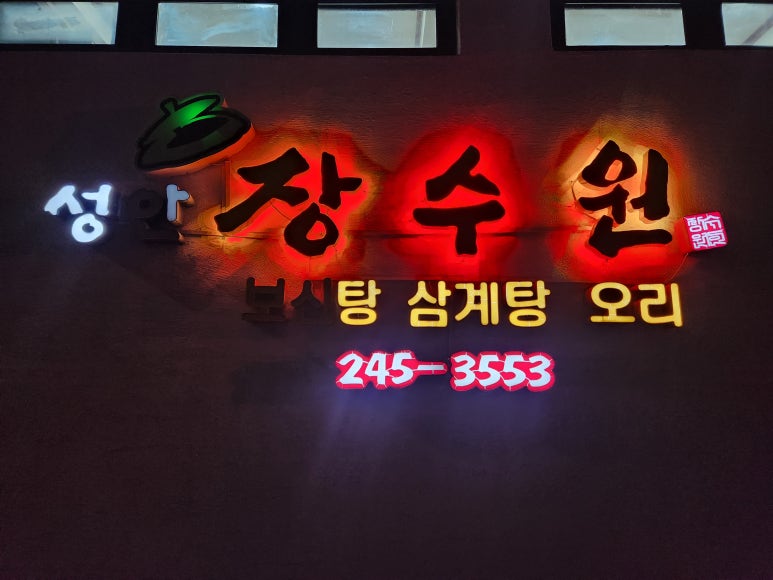 성안 장수원
보신탕 삼계탕 오리
245-3553